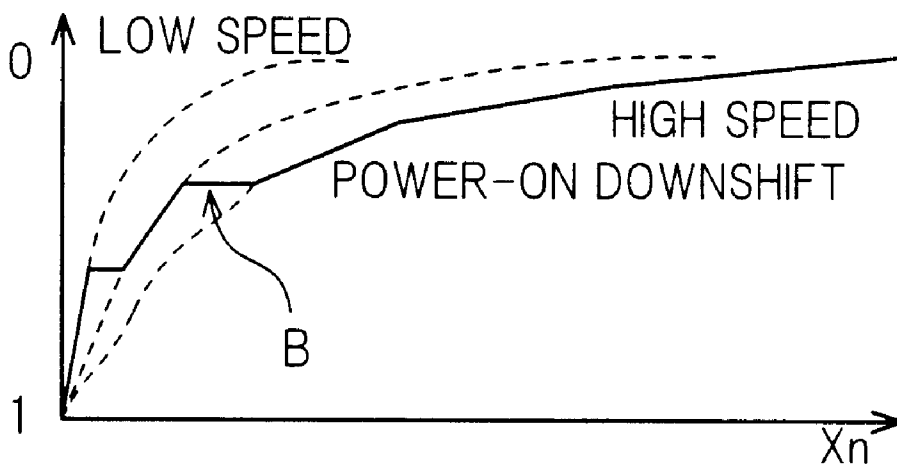 LOW SPEED
0
HIGH SPEED
POWER-ON DOWNSHIFT
B
1
Xn